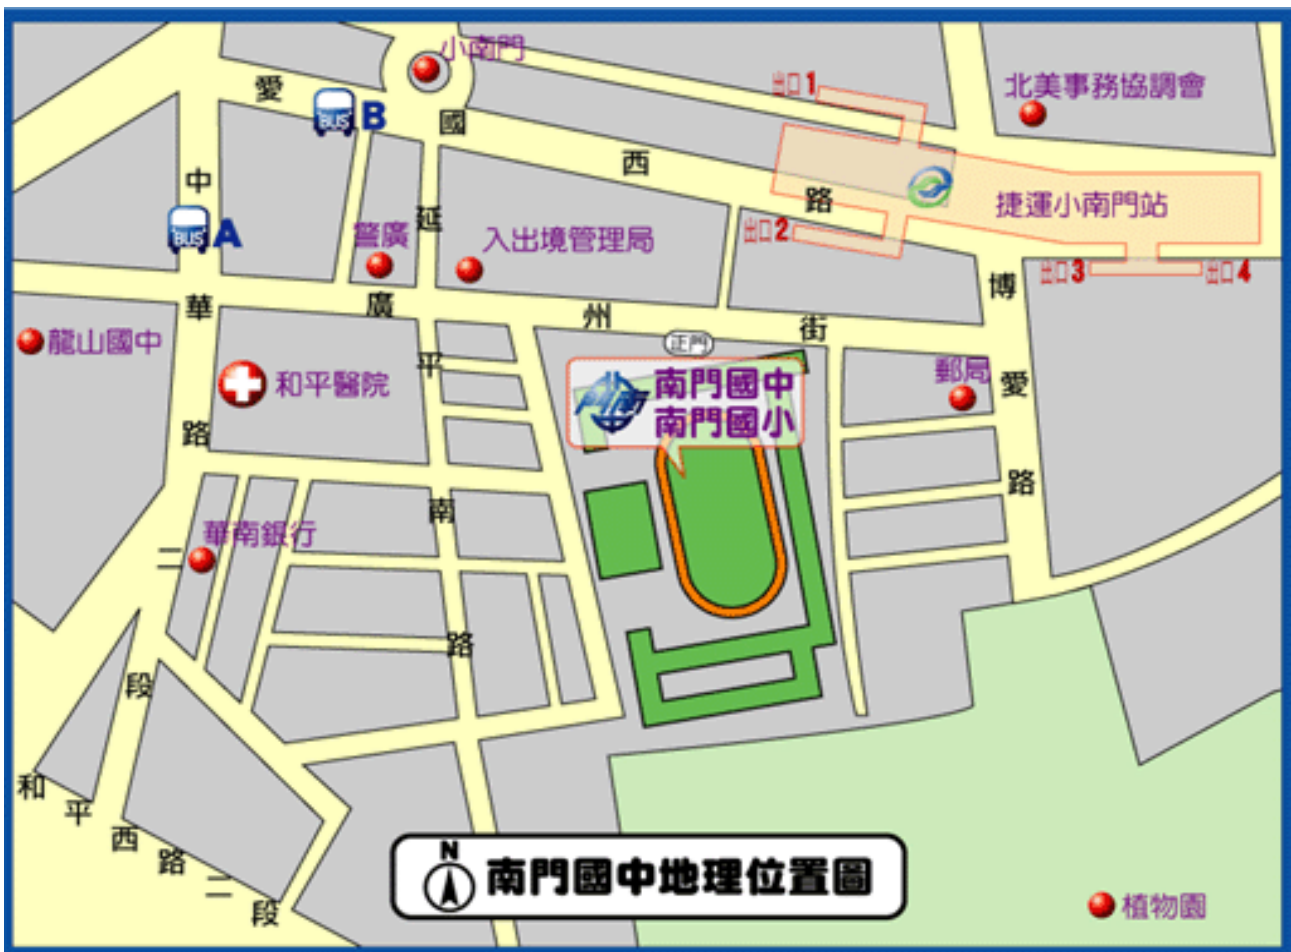 小南門
出口1
北美事務協調會
愛國西路
BUS B
捷運小南門站
出口2
出口3
出口4
BUS A
警廣
入出境管理局
中華路二段
延平南路
廣州街
博愛路
正門
龍山國中
和平醫院
南門國中
南門國小
郵局
華南銀行
和平西路二段
N
南門國中地理位置圖
植物園